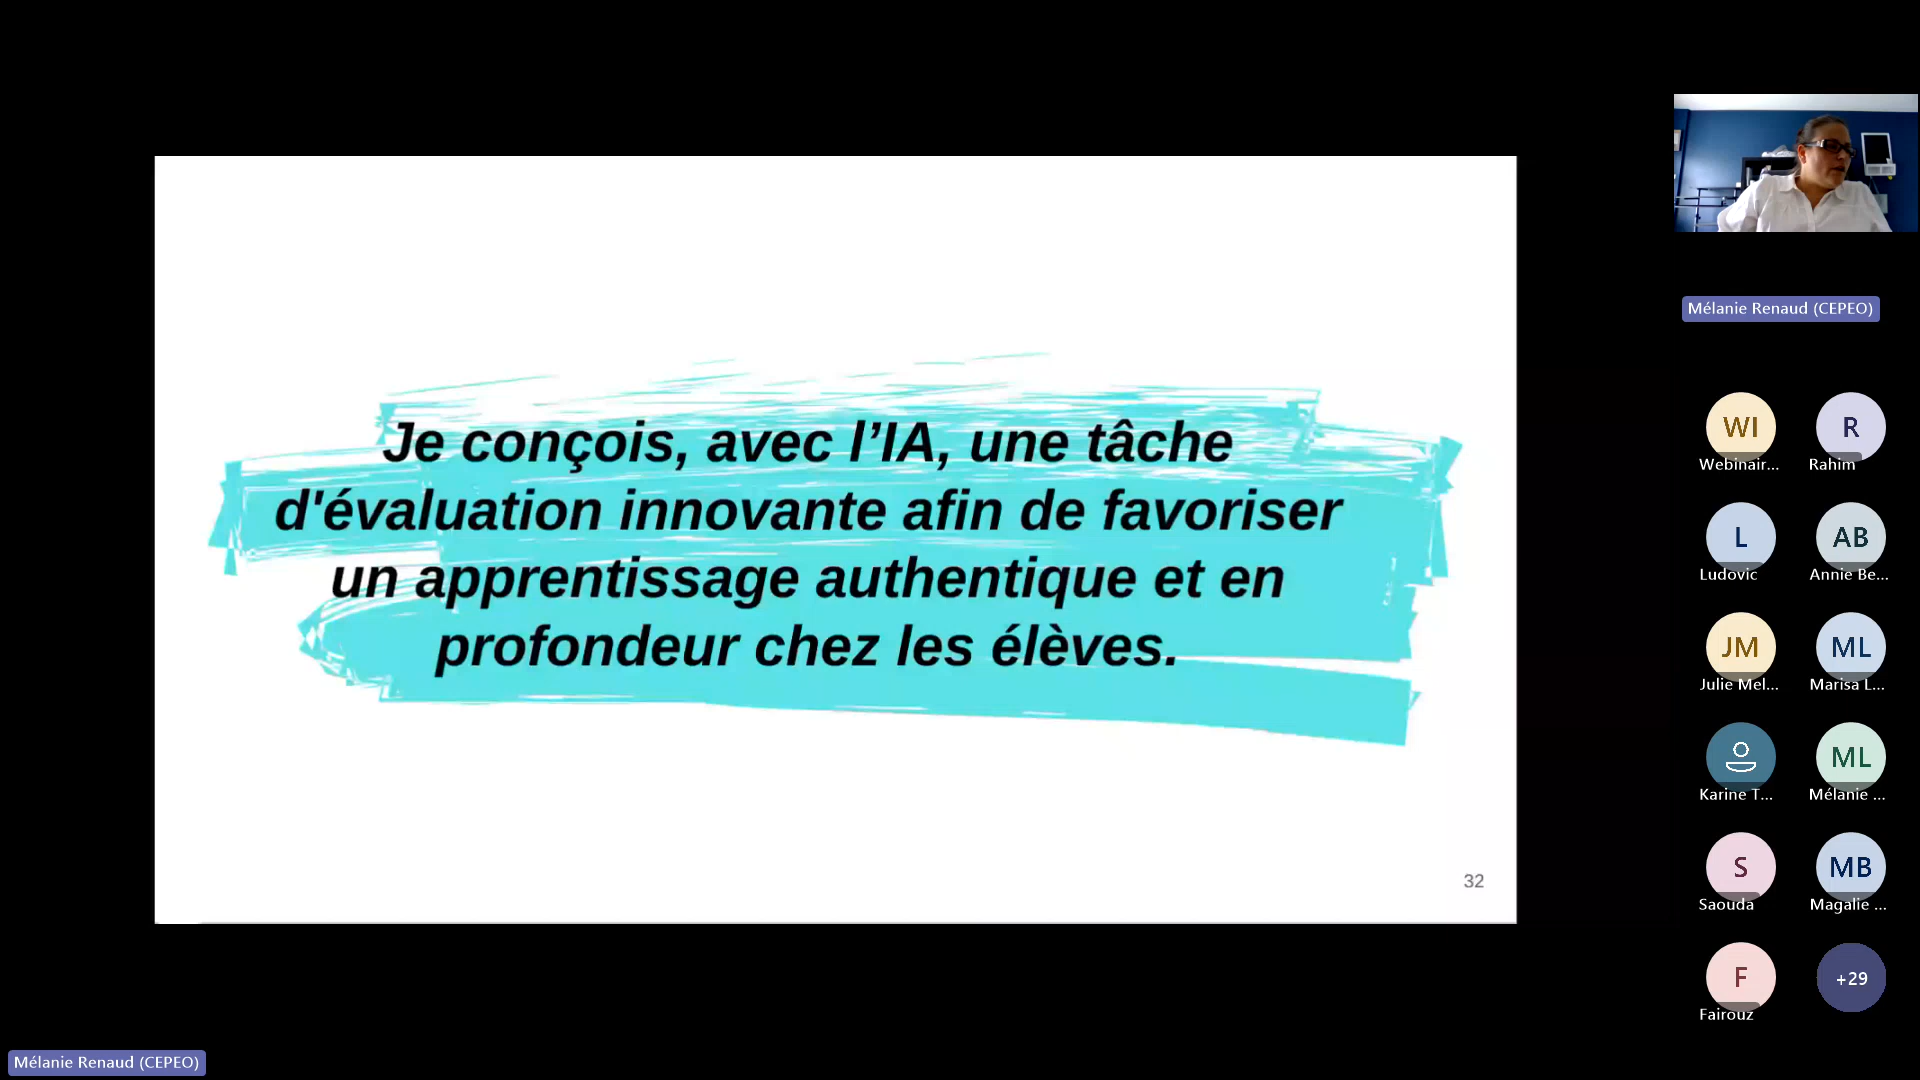 Je conçois, avec l’IA, une tâche
d'évaluation innovante afin de favoriser
un apprentissage authentique et en
profondeur chez les élèves.
32
Mélanie Renaud (CEPEO)
WI
R
Webinair...
Rahim
L
AB
Ludovic
Annie Be...
JM
ML
Julie Mel...
Marisa L...
ML
Karine T...
Mélanie ...
S
MB
Saouda
Magalie ...
F
+29
Fairouz
Mélanie Renaud (CEPEO)